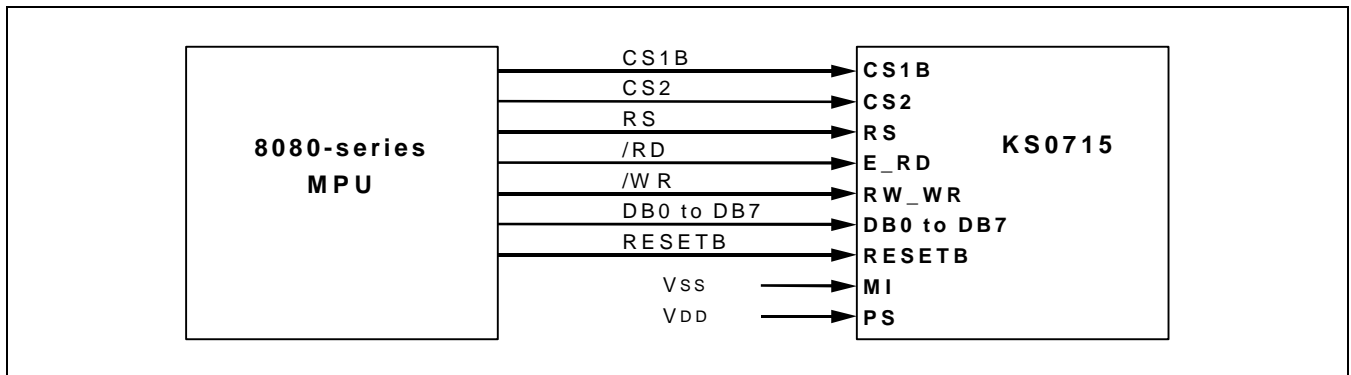 8080-series
MPU
CS1B
CS2
RS
/RD
/WR
DB0 to DB7
RESETB
VSS
VDD
CS1B
CS2
RS
E_RD
RW_WR
DB0 to DB7
RESETB
MI
PS
KS0715